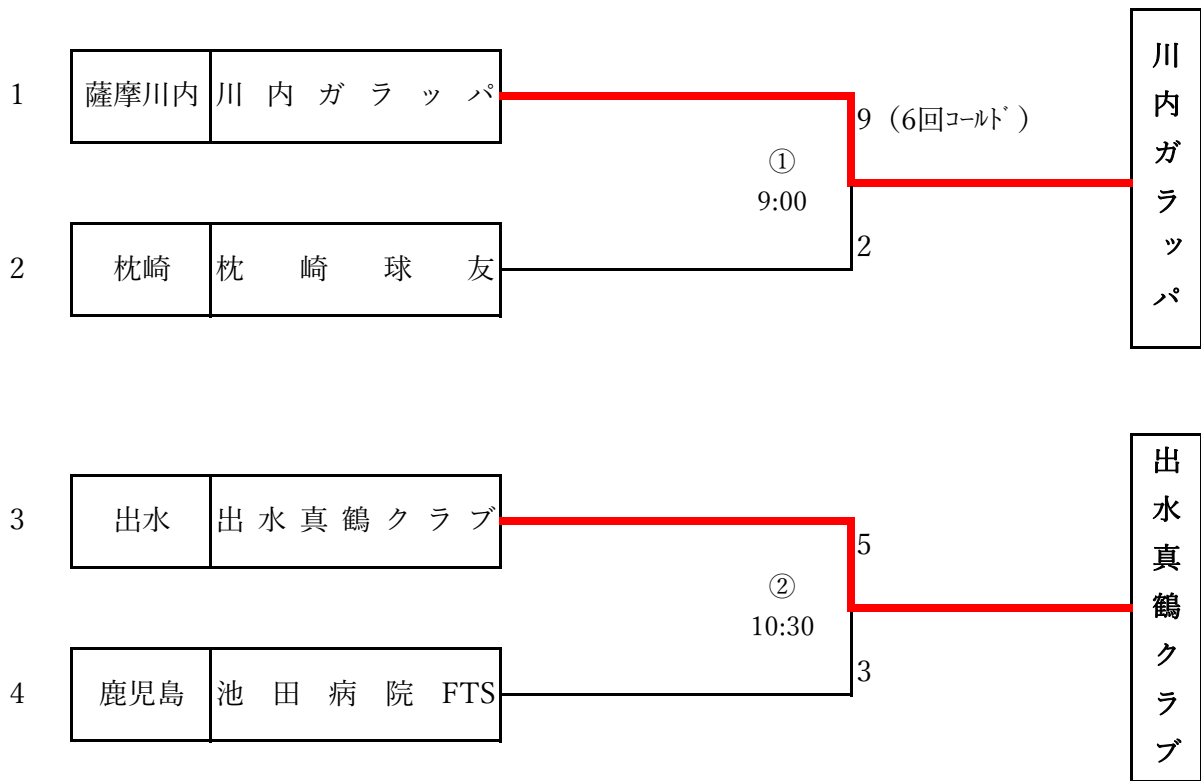 1 薩摩川内 川内ガラッパ
9（6回ｺｰﾙﾄﾞ）
①
9:00
2 枕崎 枕崎球友
2
川内ガラッパ
3 出水 出水真鶴クラブ
5
②
10:30
4 鹿児島 池田病院FTS
3
出水真鶴クラブ